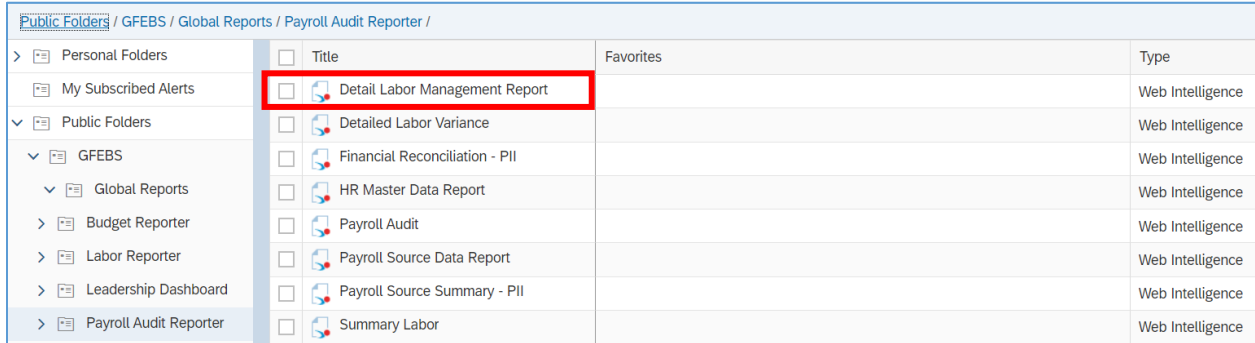 Public Folders / GFEBS / Global Reports / Payroll Audit Reporter /
Personal Folders
Title Favorites Type
My Subscribed Alerts
Detail Labor Management Report Web Intelligence
Public Folders
Detailed Labor Variance Web Intelligence
GFEBS
Financial Reconciliation - PII Web Intelligence
Global Reports
HR Master Data Report Web Intelligence
Budget Reporter
Payroll Audit Web Intelligence
Labor Reporter
Payroll Source Data Report Web Intelligence
Leadership Dashboard
Payroll Source Summary - PII Web Intelligence
Payroll Audit Reporter
Summary Labor Web Intelligence